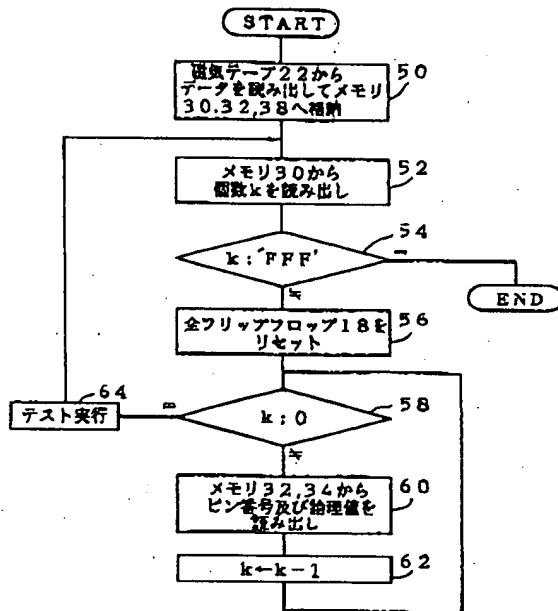 START
磁気テープ22から
データを読み出してメモリ
30.32,38へ格納
50
メモリ30から
個数kを読み出し
52
k:'FFF'
54
=
≒
END
全フリップフロップ18を
リセット
56
64
テスト実行
=
k:0
58
≒
メモリ32,34から
ピン番号及び論理値を
読み出し
60
k←k-1
62